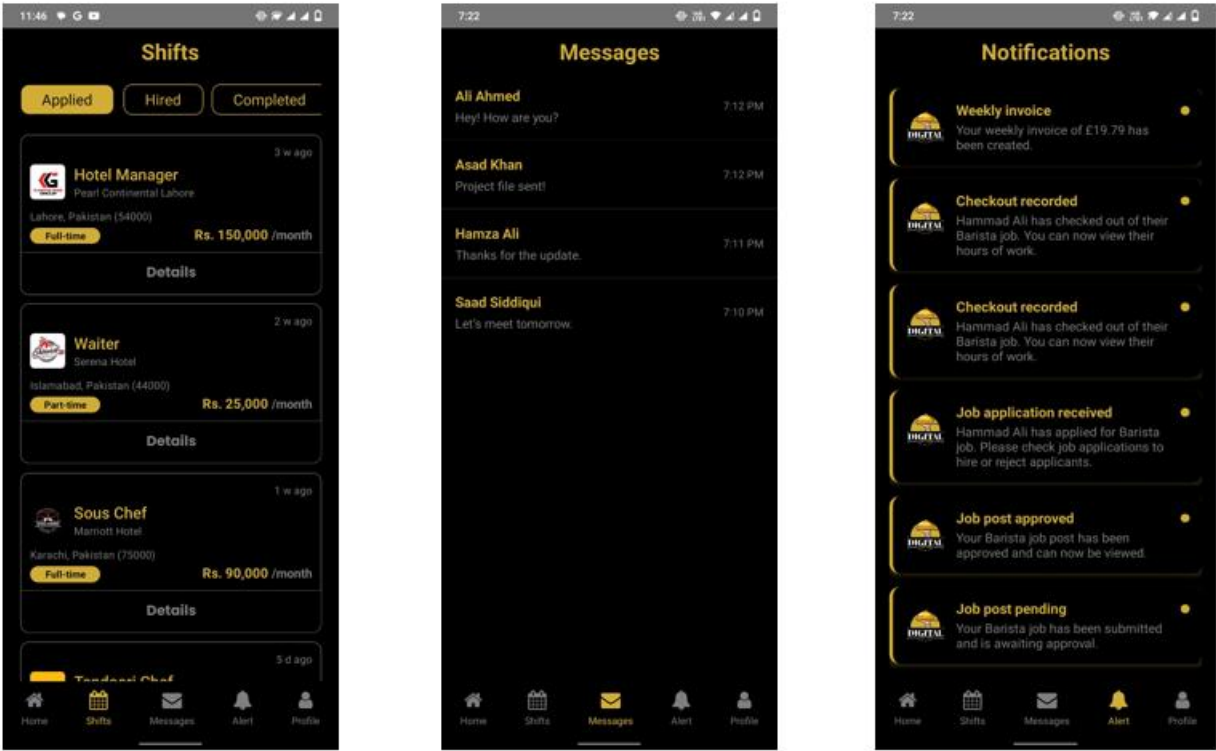 11:46
Shifts
Applied
Hired
Completed
3 w ago
Hotel Manager
Pearl Continental Lahore
Lahore, Pakistan (54000)
Full-time
Rs. 150,000 /month
Details
2 w ago
Waiter
Serena Hotel
Islamabad, Pakistan (44000)
Part-time
Rs. 25,000 /month
Details
1 w ago
Sous Chef
Marriott Hotel
Karachi, Pakistan (75000)
Full-time
Rs. 90,000 /month
Details
5 d ago
Tandoori Chef
Home
Shifts
Messages
Alert
Profile
7:22
Messages
Ali Ahmed
7:12 PM
Hey! How are you?
Asad Khan
7:12 PM
Project file sent!
Hamza Ali
7:11 PM
Thanks for the update.
Saad Siddiqui
7:10 PM
Let's meet tomorrow.
Home
Shifts
Messages
Alert
Profile
7:22
Notifications
DIGITAL
Weekly invoice
Your weekly invoice of £19.79 has
been created.
DIGITAL
Checkout recorded
Hammad Ali has checked out of their
Barista job. You can now view their
hours of work.
DIGITAL
Checkout recorded
Hammad Ali has checked out of their
Barista job. You can now view their
hours of work.
DIGITAL
Job application received
Hammad Ali has applied for Barista
job. Please check job applications to
hire or reject applicants.
DIGITAL
Job post approved
Your Barista job post has been
approved and can now be viewed.
DIGITAL
Job post pending
Your Barista job has been submitted
and is awaiting approval.
Home
Shifts
Messages
Alert
Profile